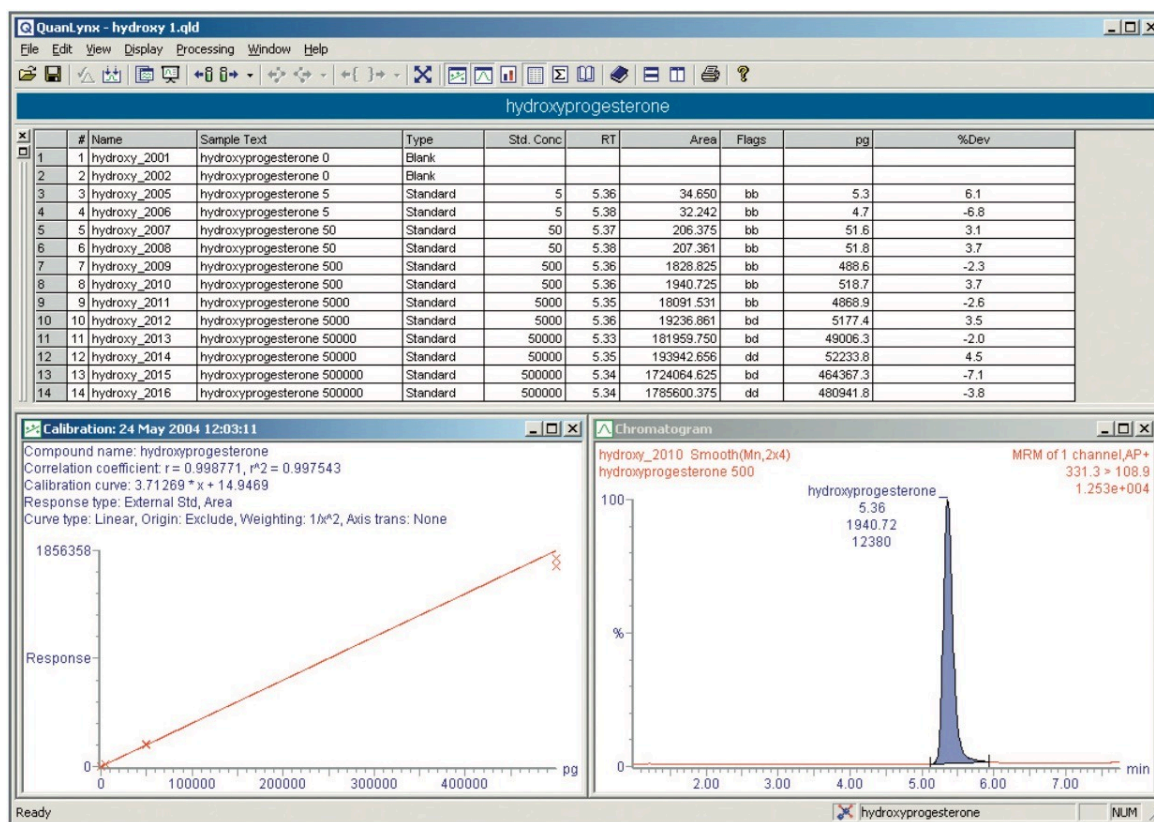 QuanLynx - hydroxy 1.qld
File Edit View Display Processing Window Help
hydroxyprogesterone
# Name Sample Text Type Std. Conc RT Area Flags pg %Dev
1 1 hydroxy_2001 hydroxyprogesterone 0 Blank
2 2 hydroxy_2002 hydroxyprogesterone 0 Blank
3 3 hydroxy_2005 hydroxyprogesterone 5 Standard 5 5.36 34.650 bb 5.3 6.1
4 4 hydroxy_2006 hydroxyprogesterone 5 Standard 5 5.38 32.242 bb 4.7 -6.8
5 5 hydroxy_2007 hydroxyprogesterone 50 Standard 50 5.37 206.375 bb 51.6 3.1
6 6 hydroxy_2008 hydroxyprogesterone 50 Standard 50 5.38 207.361 bb 51.8 3.7
7 7 hydroxy_2009 hydroxyprogesterone 500 Standard 500 5.36 1828.825 bb 488.6 -2.3
8 8 hydroxy_2010 hydroxyprogesterone 500 Standard 500 5.36 1940.725 bb 518.7 3.7
9 9 hydroxy_2011 hydroxyprogesterone 5000 Standard 5000 5.35 18091.531 bb 4868.9 -2.6
10 10 hydroxy_2012 hydroxyprogesterone 5000 Standard 5000 5.36 19236.861 bd 5177.4 3.5
11 11 hydroxy_2013 hydroxyprogesterone 50000 Standard 50000 5.33 181959.750 bd 49006.3 -2.0
12 12 hydroxy_2014 hydroxyprogesterone 50000 Standard 50000 5.35 193942.656 dd 52233.8 4.5
13 13 hydroxy_2015 hydroxyprogesterone 500000 Standard 500000 5.34 1724064.625 bd 464367.3 -7.1
14 14 hydroxy_2016 hydroxyprogesterone 500000 Standard 500000 5.34 1785600.375 dd 480941.8 -3.8
Calibration: 24 May 2004 12:03:11
Compound name: hydroxyprogesterone
Correlation coefficient: r = 0.998771, r^2 = 0.997543
Calibration curve: 3.71269 * x + 14.9469
Response type: External Std, Area
Curve type: Linear, Origin: Exclude, Weighting: 1/x^2, Axis trans: None
1856358
Response
0
0 100000 200000 300000 400000 pg
Chromatogram
hydroxy_2010 Smooth(Mn,2x4) MRM of 1 channel,AP+
hydroxyprogesterone 500 331.3 > 108.9
1.253e+004
hydroxyprogesterone
5.36
1940.72
12380
100
%
0
2.00 3.00 4.00 5.00 6.00 7.00 min
Ready hydroxyprogesterone NUM